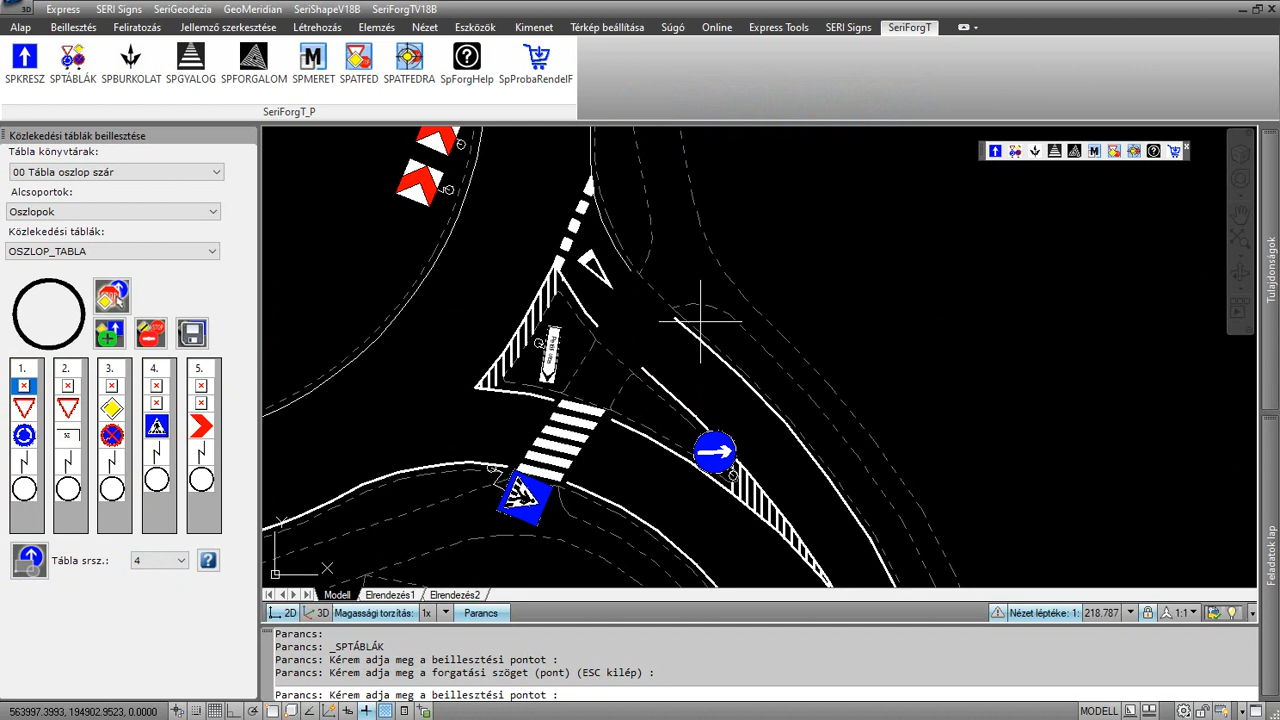 3D
Express SERI Signs SeriGeodezia GeoMeridian SeriShapeV18B SeriForgTV18B
Alap Beillesztés Feliratozás Jellemző szerkesztése Létrehozás Elemzés Nézet Eszközök Kimenet Térkép beállítása Súgó Online Express Tools SERI Signs SeriForgT
M
SPKRESZ SPTÁBLÁK SPBURKOLAT SPGYALOG SPFORGALOM SPMERET SPATFED SPATFEDRA SpForgHelp SpProbaRendelF
SeriForgT_P
Közlekedési táblák beillesztése
Tábla könyvtárak:
00 Tábla oszlop szár
Alcsoportok:
Oszlopok
Közlekedési táblák:
OSZLOP_TABLA
STOP
1. 2. 3. 4. 5.
Tábla srsz.: 4
M
Tulajdonságok
Feladatok lap
Y
X
Modell Elrendezés1 Elrendezés2
2D 3D Magassági torzítás: 1x Parancs Nézet léptéke: 1: 218.787 1:1
Parancs:
Parancs: _SPTÁBLÁK
Parancs: Kérem adja meg a beillesztési pontot :
Parancs: Kérem adja meg a forgatási szöget (pont) (ESC kilép) :
Parancs: Kérem adja meg a beillesztési pontot :
563997.3993, 194902.9523, 0.0000 MODELL